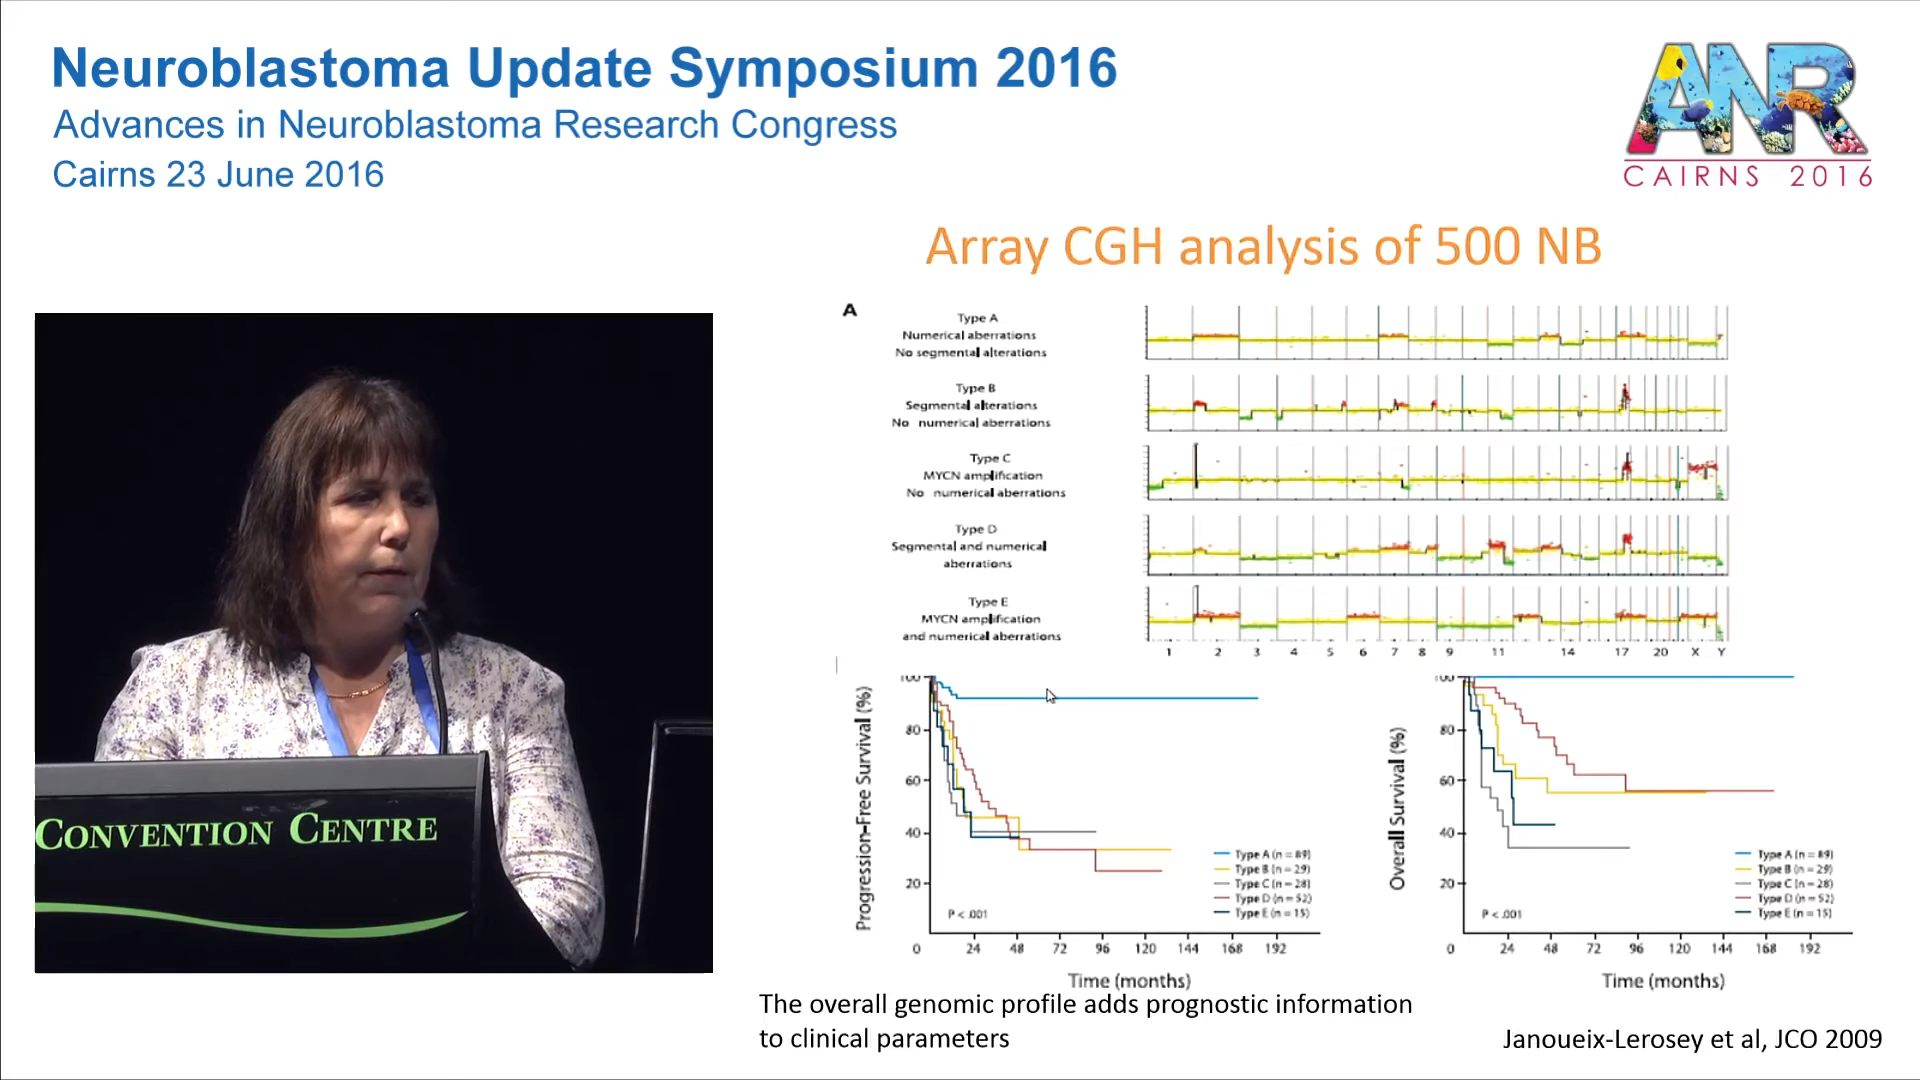 Neuroblastoma Update Symposium 2016
Advances in Neuroblastoma Research Congress
Cairns 23 June 2016
ANR
CAIRNS 2016
CONVENTION CENTRE
Array CGH analysis of 500 NB
A
Type A
Numerical aberrations
No segmental alterations
Type B
Segmental alterations
No numerical aberrations
Type C
MYCN amplification
No numerical aberrations
Type D
Segmental and numerical
aberrations
Type E
MYCN amplification
and numerical aberrations
1 2 3 4 5 6 7 8 9 11 14 17 20 X Y
Progression-Free Survival (%)
100
80
60
40
20
0 24 48 72 96 120 144 168 192
Time (months)
P < .001
Type A (n = 89)
Type B (n = 29)
Type C (n = 28)
Type D (n = 52)
Type E (n = 15)
Overall Survival (%)
100
80
60
40
20
0 24 48 72 96 120 144 168 192
Time (months)
P < .001
Type A (n = 89)
Type B (n = 29)
Type C (n = 28)
Type D (n = 52)
Type E (n = 15)
The overall genomic profile adds prognostic information
to clinical parameters
Janoueix-Lerosey et al, JCO 2009